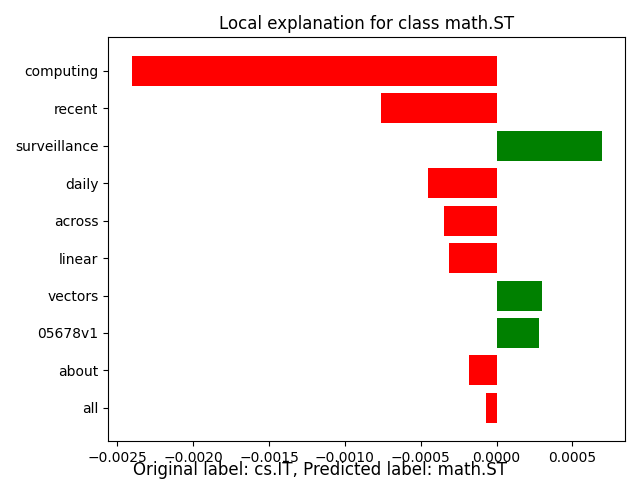 Local explanation for class math.ST
computing
recent
surveillance
daily
across
linear
vectors
05678v1
about
all
−0.0025 −0.0020 −0.0015 −0.0010 −0.0005 0.0000 0.0005
Original label: cs.IT, Predicted label: math.ST